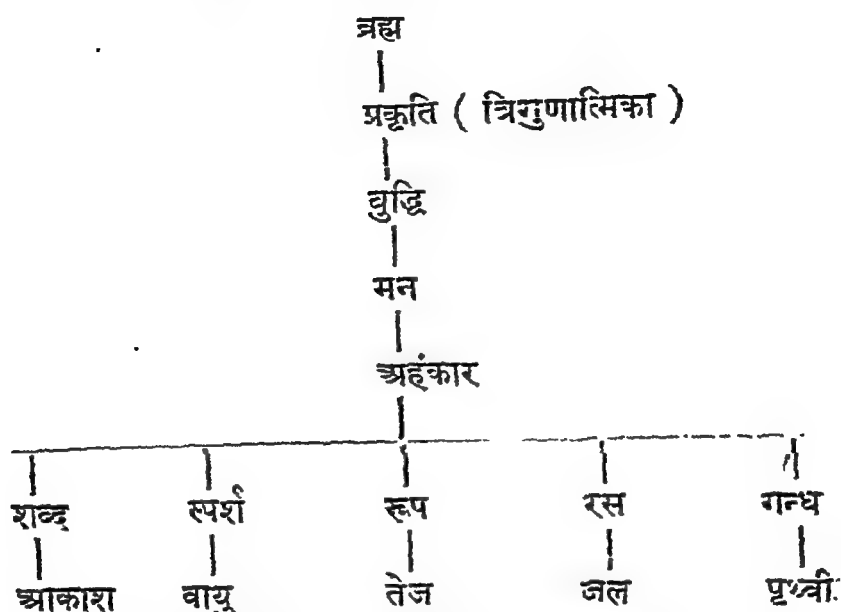 ब्रह्म
प्रकृति ( त्रिगुणात्मिका )
वुद्धि
मन
अहंकार
शब्द स्पर्श रूप रस गन्ध
आकाश वायु तेज जल पृथ्वी